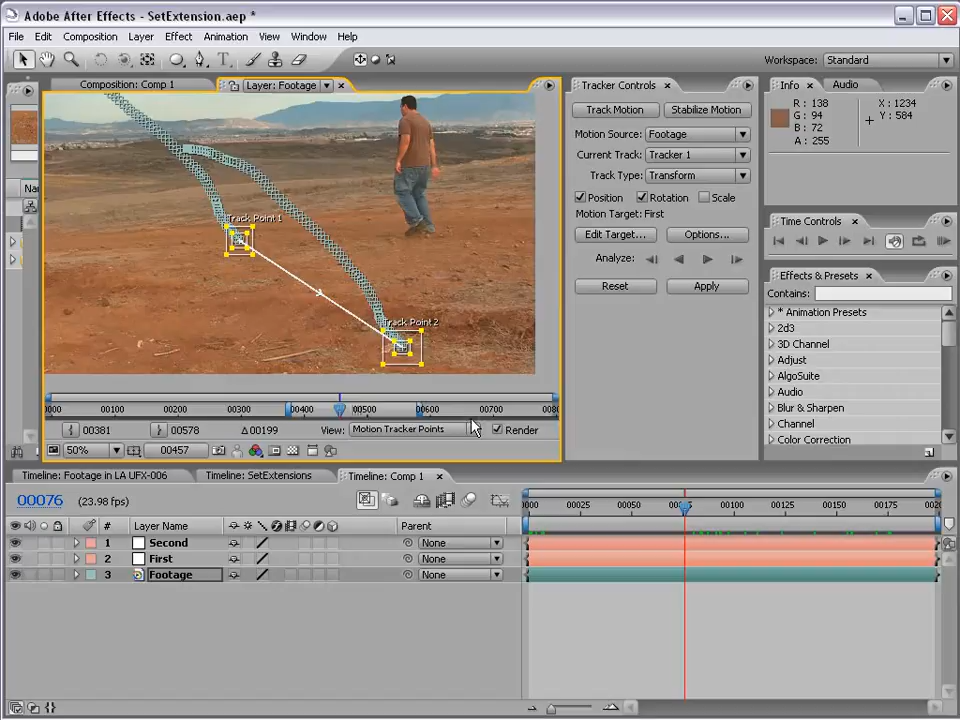 Adobe After Effects - SetExtension.aep *
File Edit Composition Layer Effect Animation View Window Help
Workspace: Standard
Composition: Comp 1
Layer: Footage
Track Point 1
Track Point 2
0000 00100 00200 00300 00400 00500 00600 00700 0080
00381 00578 Δ 00199 View: Motion Tracker Points Render
50% 00457
Tracker Controls
Track Motion Stabilize Motion
Motion Source: Footage
Current Track: Tracker 1
Track Type: Transform
Position Rotation Scale
Motion Target: First
Edit Target... Options...
Analyze:
Reset Apply
Info Audio
R: 138 X: 1234
G: 94 Y: 584
B: 72
A: 255
Time Controls
Effects & Presets
Contains:
* Animation Presets
2d3
3D Channel
Adjust
AlgoSuite
Audio
Blur & Sharpen
Channel
Color Correction
Timeline: Footage in LA UFX-006 Timeline: SetExtensions Timeline: Comp 1
00076 (23.98 fps)
0000 00025 00050 00075 00100 00125 00150 00175 0020
# Layer Name Parent
1 Second None
2 First None
3 Footage None